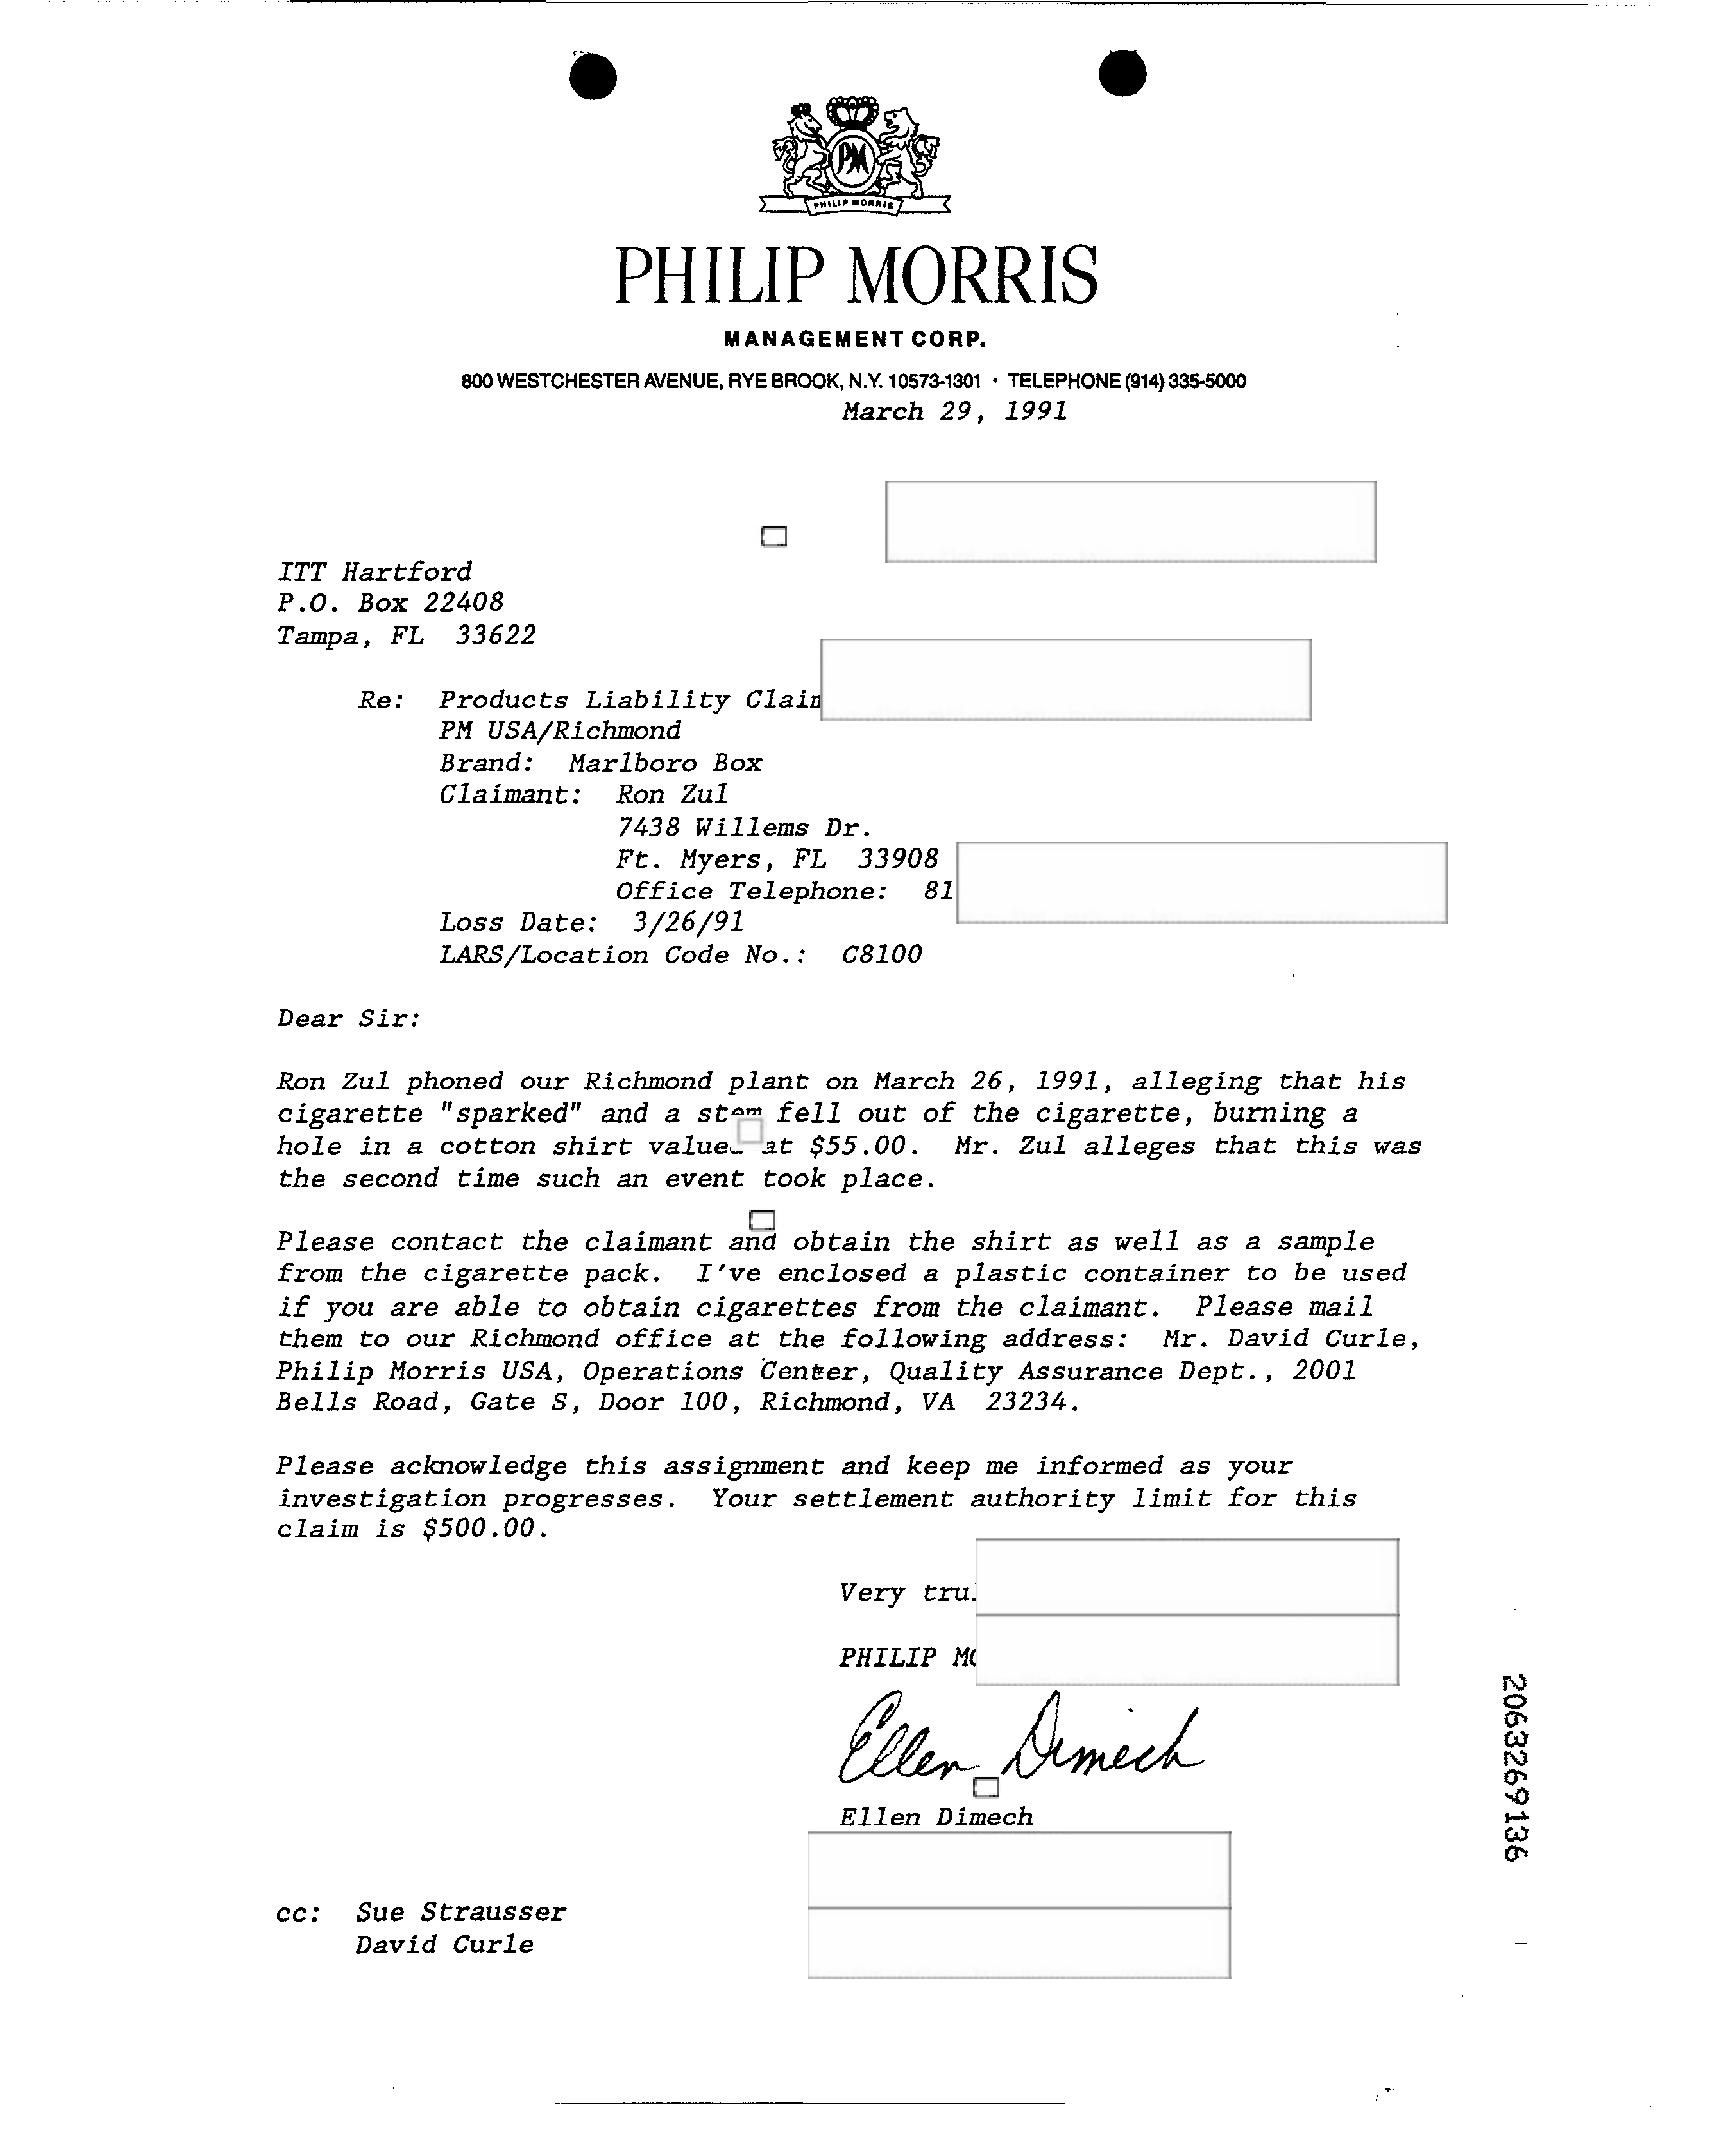 PM
PHILIP MORRIS
PHILIP MORRIS
MANAGEMENT CORP.
800 WESTCHESTER AVENUE, RYE BROOK, N.Y. 10573-1301 · TELEPHONE (914) 335-5000
March 29, 1991
ITT Hartford
P.O. Box 22408
Tampa, FL 33622
Re: Products Liability
PM USA/Richmond
Brand: Marlboro Box
Claimant: Ron Zul
7438 Willems Dr.
Ft. Myers, FL 33908
Office Telephone: 81
Loss Date: 3/26/91
LARS/Location Code No.: C8100
Dear Sir:
Ron Zul phoned our Richmond plant on March 26, 1991, alleging that his
cigarette "sparked" and a stem fell out of the cigarette, burning a
hole in a cotton shirt at $55.00. Mr. Zul alleges that this was
the second time such an event took place.
Please contact the claimant and obtain the shirt as well as a sample
from the cigarette pack. I've enclosed a plastic container to be used
if you are able to obtain cigarettes from the claimant. Please mail
them to our Richmond office at the following address: Mr. David Curle,
Philip Morris USA, Operations Center, Quality Assurance Dept., 2001
Bells Road, Gate S, Door 100, Richmond, VA 23234.
Please acknowledge this assignment and keep me informed as your
investigation progresses. Your settlement authority limit for this
claim is $500.00.
Very
PHILIP
Ellen Dimech
Ellen Dimech
cc: Sue Strausser
David Curle
2063269136